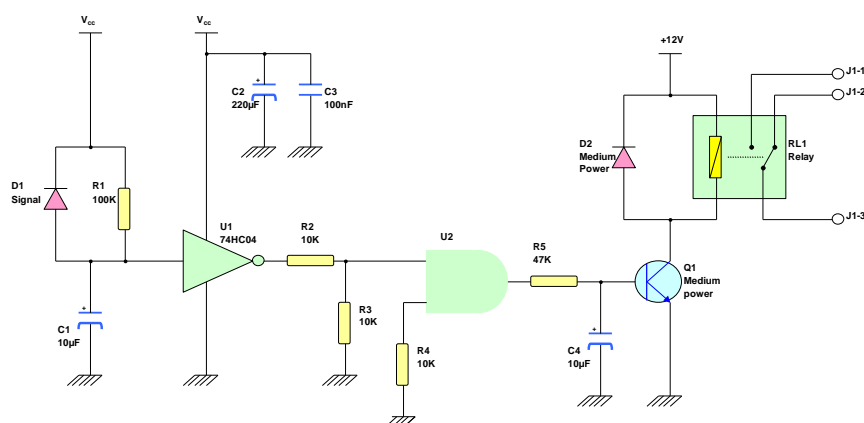 Vcc
Vcc
+12V
J1-1
J1-2
C2
220µF
C3
100nF
D2
Medium
Power
RL1
Relay
D1
Signal
R1
100K
J1-3
U1
74HC04
R2
10K
U2
R5
47K
Q1
Medium
power
C1
10µF
R3
10K
R4
10K
C4
10µF
+
+
+